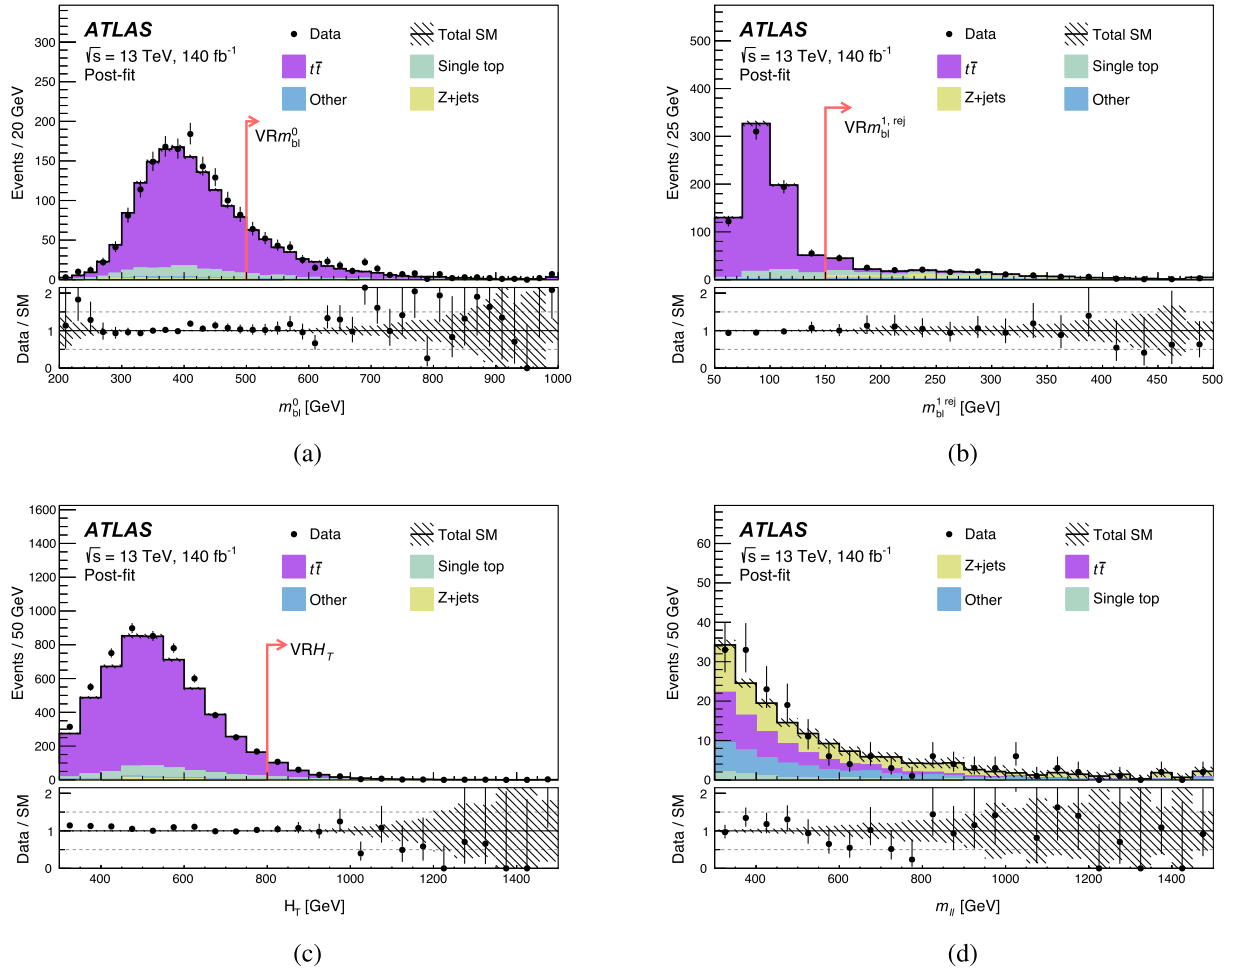 ATLAS
√s = 13 TeV, 140 fb⁻¹
Post-fit
Data
Total SM
tt̄
Single top
Other
Z+jets
VRm⁰bl
Events / 20 GeV
300
250
200
150
100
50
0
Data / SM
2
1
0
200 300 400 500 600 700 800 900 1000
m⁰bl [GeV]
(a)
ATLAS
√s = 13 TeV, 140 fb⁻¹
Post-fit
Data
Total SM
tt̄
Single top
Z+jets
Other
VRm¹, ʳᵉʲbl
Events / 25 GeV
500
400
300
200
100
0
Data / SM
2
1
0
50 100 150 200 250 300 350 400 450 500
m¹ ʳᵉʲbl [GeV]
(b)
ATLAS
√s = 13 TeV, 140 fb⁻¹
Post-fit
Data
Total SM
tt̄
Single top
Other
Z+jets
VRH_T
Events / 50 GeV
1600
1400
1200
1000
800
600
400
200
0
Data / SM
2
1
0
400 600 800 1000 1200 1400
H_T [GeV]
(c)
ATLAS
√s = 13 TeV, 140 fb⁻¹
Post-fit
Data
Total SM
Z+jets
tt̄
Other
Single top
Events / 50 GeV
60
50
40
30
20
10
0
Data / SM
2
1
0
400 600 800 1000 1200 1400
m_ll [GeV]
(d)